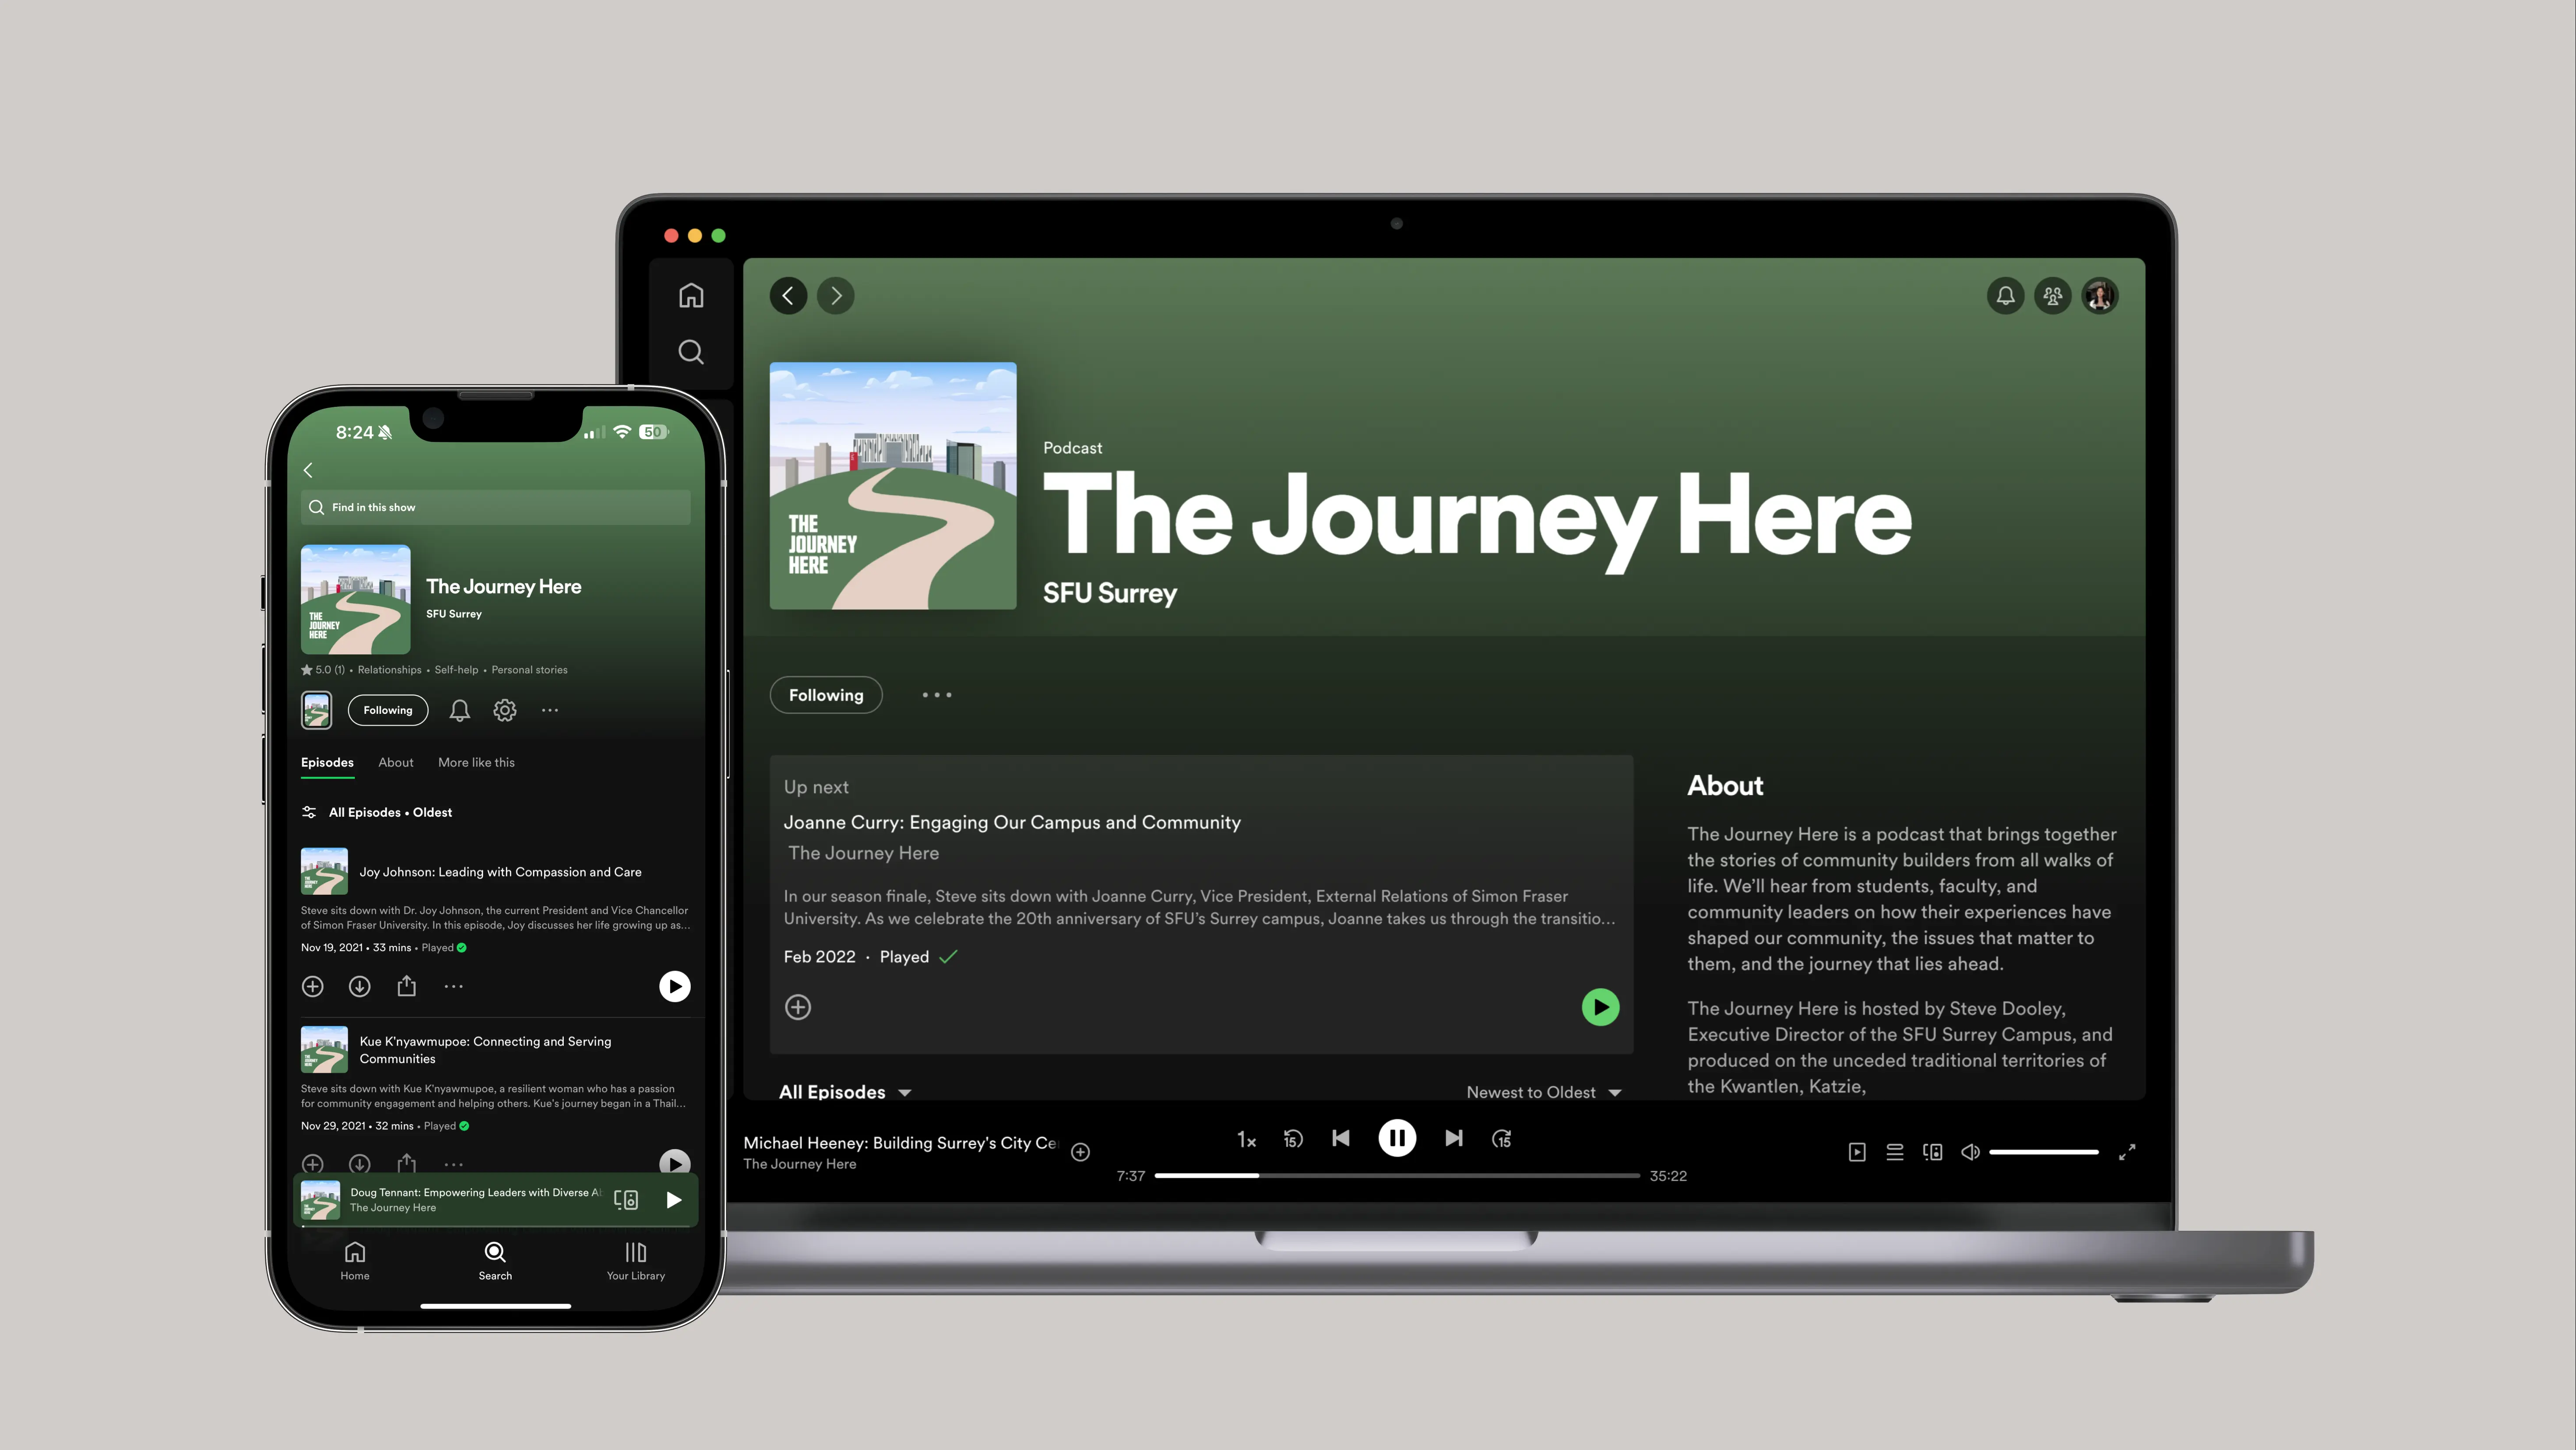 8:24
50
Find in this show
THE
JOURNEY
HERE
The Journey Here
SFU Surrey
5.0 (1) • Relationships • Self-help • Personal stories
Following
Episodes About More like this
All Episodes • Oldest
Joy Johnson: Leading with Compassion and Care
Steve sits down with Dr. Joy Johnson, the current President and Vice Chancellor
of Simon Fraser University. In this episode, Joy discusses her life growing up as...
Nov 19, 2021 • 33 mins • Played
Kue K'nyawmupoe: Connecting and Serving
Communities
Steve sits down with Kue K'nyawmupoe, a resilient woman who has a passion
for community engagement and helping others. Kue's journey began in a Thail...
Nov 29, 2021 • 32 mins • Played
Doug Tennant: Empowering Leaders with Diverse
The Journey Here
Home Search Your Library
THE
JOURNEY
HERE
Podcast
The Journey Here
SFU Surrey
Following
Up next
Joanne Curry: Engaging Our Campus and Community
The Journey Here
In our season finale, Steve sits down with Joanne Curry, Vice President, External Relations of Simon Fraser
University. As we celebrate the 20th anniversary of SFU's Surrey campus, Joanne takes us through the transitio...
Feb 2022 · Played
All Episodes
Newest to Oldest
About
The Journey Here is a podcast that brings together
the stories of community builders from all walks of
life. We'll hear from students, faculty, and
community leaders on how their experiences have
shaped our community, the issues that matter to
them, and the journey that lies ahead.
The Journey Here is hosted by Steve Dooley,
Executive Director of the SFU Surrey Campus, and
produced on the unceded traditional territories of
the Kwantlen, Katzie,
Michael Heeney: Building Surrey's City Ce
The Journey Here
1x
15
15
7:37
35:22